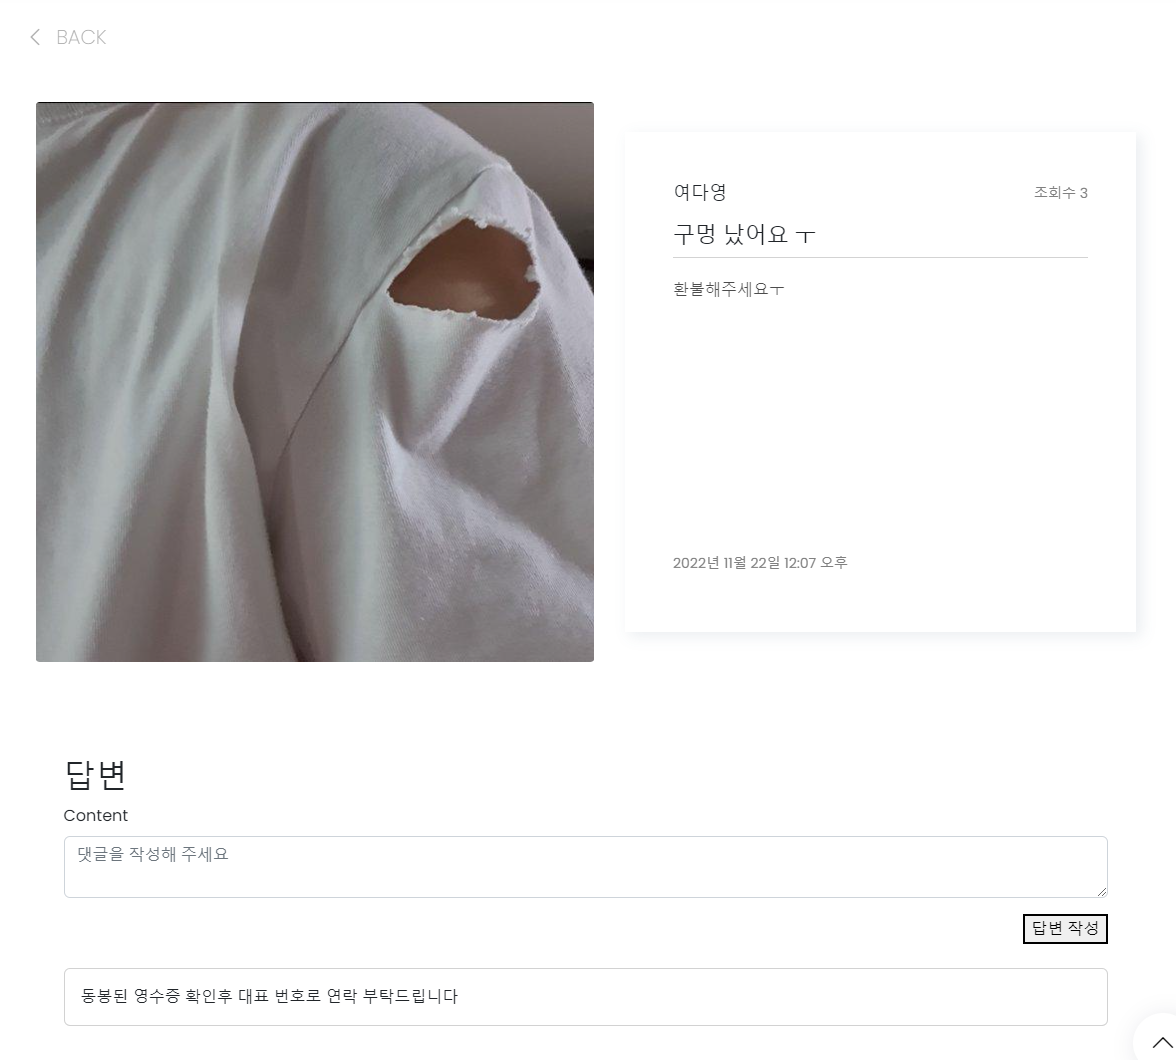 BACK
여다영
조회수 3
구멍 났어요 ㅜ
환불해주세요ㅜ
2022년 11월 22일 12:07 오후
답변
Content
댓글을 작성해 주세요
답변 작성
동봉된 영수증 확인후 대표 번호로 연락 부탁드립니다